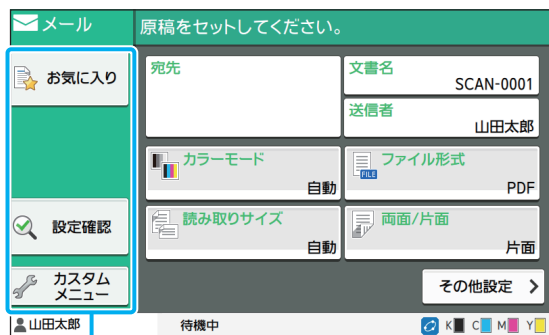 メール
原稿をセットしてください。
お気に入り
設定確認
カスタム
メニュー
宛先
文書名
SCAN-0001
送信者
山田太郎
カラーモード
自動
FILE
ファイル形式
PDF
読み取りサイズ
自動
両面/片面
片面
その他設定
山田太郎
待機中
K C M Y